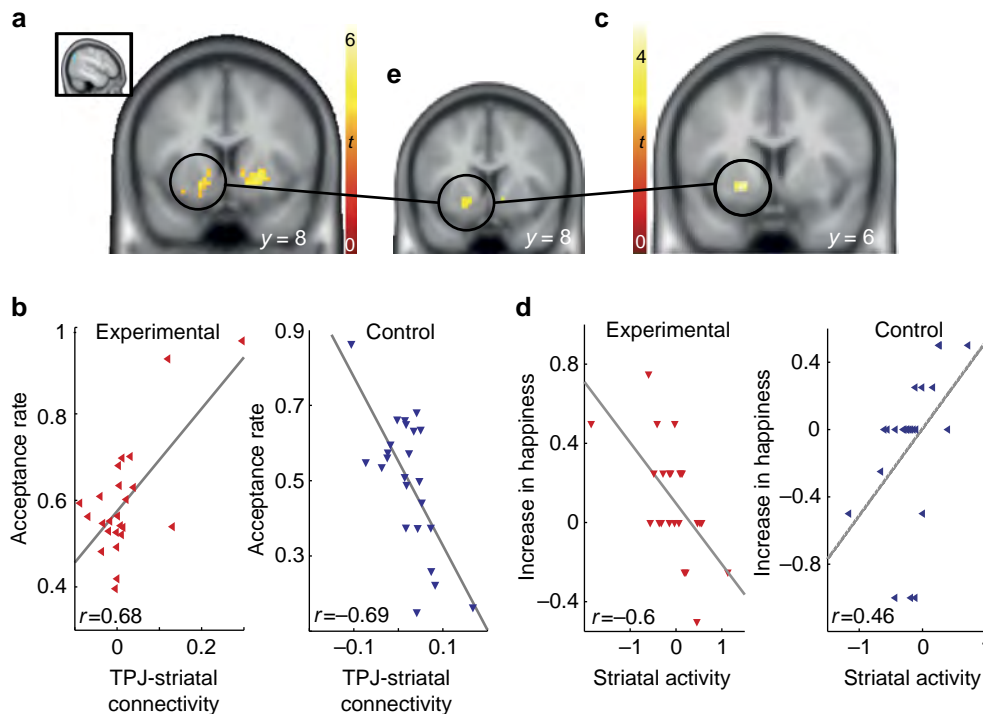 a
6
t
0
y = 8
e
y = 8
c
4
t
0
y = 6
b
Experimental
1
0.8
0.6
0.4
Acceptance rate
r=0.68
0
0.2
TPJ-striatal
connectivity
Control
0.9
0.7
0.5
0.3
Acceptance rate
r=–0.69
–0.1
0.1
TPJ-striatal
connectivity
d
Experimental
0.8
0.4
0
–0.4
Increase in happiness
r=–0.6
–1
0
1
Striatal activity
Control
0.4
0
–0.4
–0.8
Increase in happiness
r=0.46
–1
0
1
Striatal activity